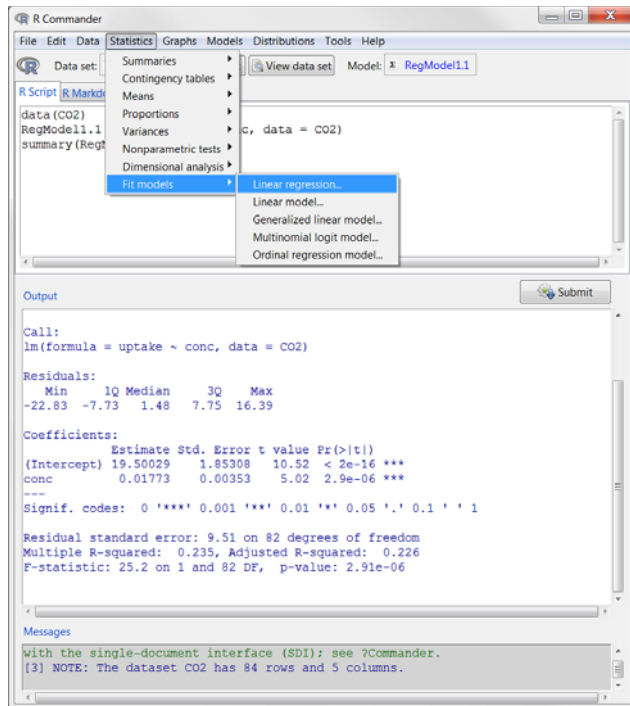 R Commander
File Edit Data Statistics Graphs Models Distributions Tools Help
Data set:
View data set
Model: Σ RegModel1.1
Summaries
Contingency tables
Means
Proportions
Variances
Nonparametric tests
Dimensional analysis
Fit models
Linear regression...
Linear model...
Generalized linear model...
Multinomial logit model...
Ordinal regression model...
R Script R Markdo
data(CO2)
RegModel1.1 c, data = CO2)
summary(Reg
Output
Submit
Call:
lm(formula = uptake ~ conc, data = CO2)
Residuals:
Min 1Q Median 3Q Max
-22.83 -7.73 1.48 7.75 16.39
Coefficients:
Estimate Std. Error t value Pr(>|t|)
(Intercept) 19.50029 1.85308 10.52 < 2e-16 ***
conc 0.01773 0.00353 5.02 2.9e-06 ***
---
Signif. codes: 0 '***' 0.001 '**' 0.01 '*' 0.05 '.' 0.1 ' ' 1
Residual standard error: 9.51 on 82 degrees of freedom
Multiple R-squared: 0.235, Adjusted R-squared: 0.226
F-statistic: 25.2 on 1 and 82 DF, p-value: 2.91e-06
Messages
with the single-document interface (SDI); see ?Commander.
[3] NOTE: The dataset CO2 has 84 rows and 5 columns.